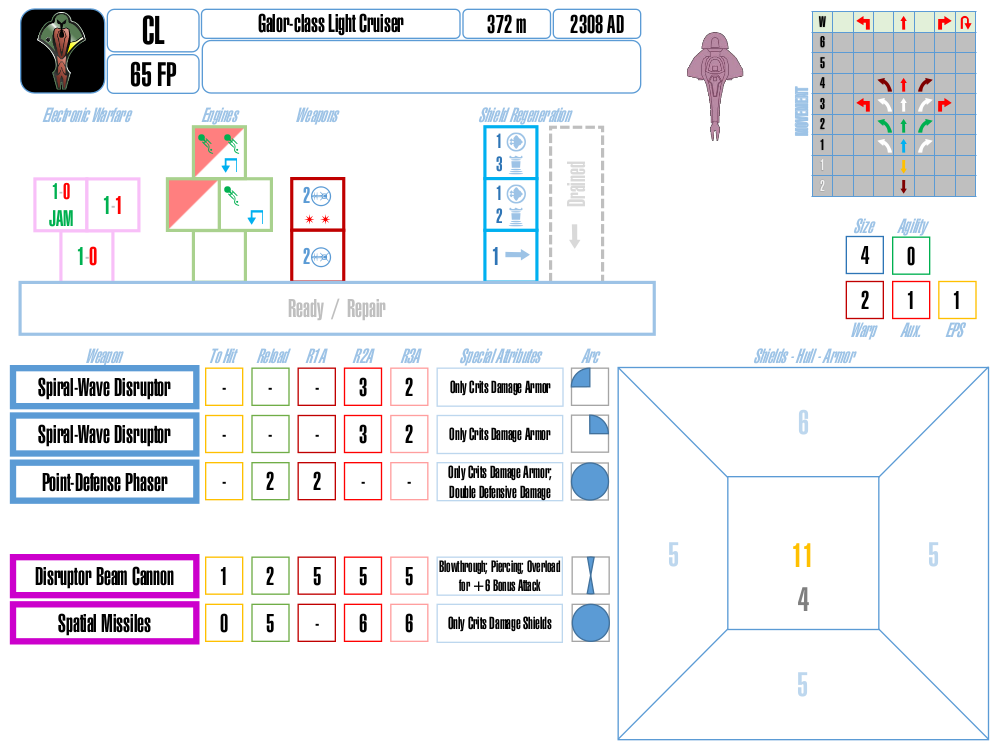 CL
Galor-class Light Cruiser
372 m
2308 AD
65 FP
W
6
5
4
3
2
1
1
2
MOVEMENT
Electronic Warfare
Engines
Weapons
Shield Regeneration
1-0
JAM
1-1
1-0
2
2
1
3
1
2
1
Drained
Ready / Repair
Size
Agility
4
0
2
1
1
Warp
Aux.
EPS
Weapon
To Hit
Reload
R1A
R2A
R3A
Special Attributes
Arc
Spiral-Wave Disruptor
-
-
-
3
2
Only Crits Damage Armor
Spiral-Wave Disruptor
-
-
-
3
2
Only Crits Damage Armor
Point-Defense Phaser
-
2
2
-
-
Only Crits Damage Armor;
Double Defensive Damage
Disruptor Beam Cannon
1
2
5
5
5
Blowthrough; Piercing; Overload
for +6 Bonus Attack
Spatial Missiles
0
5
-
6
6
Only Crits Damage Shields
Shields - Hull - Armor
6
5
11
5
4
5